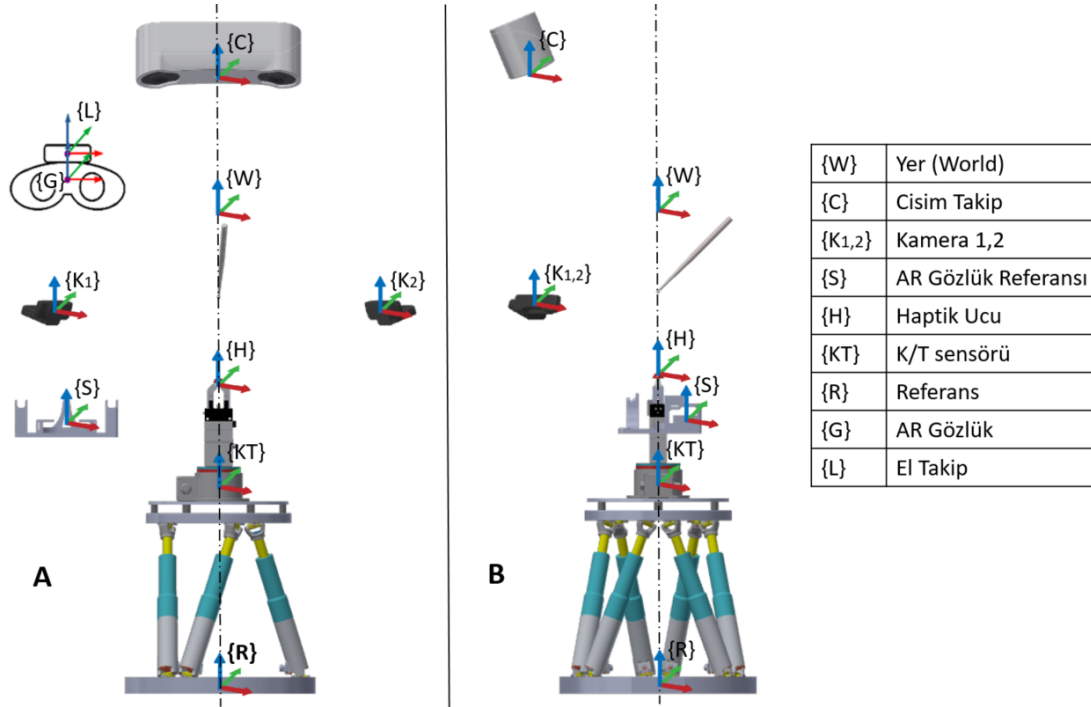 {C}
{L}
{G}
{W}
{K1}
{K2}
{H}
{S}
{KT}
A
{R}
{C}
{W}
{K1,2}
{H}
{S}
{KT}
B
{R}
{W} Yer (World)
{C} Cisim Takip
{K1,2} Kamera 1,2
{S} AR Gözlük Referansı
{H} Haptik Ucu
{KT} K/T sensörü
{R} Referans
{G} AR Gözlük
{L} El Takip